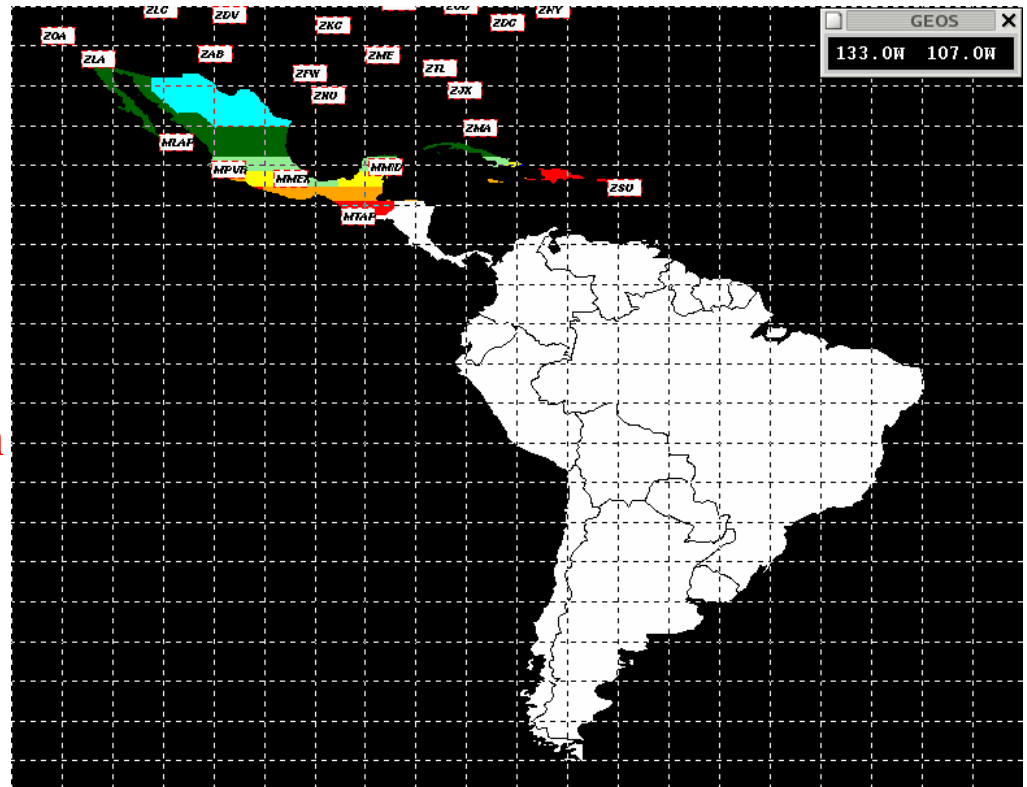 ZLC
ZDV
ZKC
ZDC
ZNY
GEOS
133.0W 107.0W
ZOA
ZLA
ZAB
ZME
ZFW
ZTL
ZHU
ZJX
ZMA
MLAP
MPVR
MMEX
MMID
ZSU
MTAP